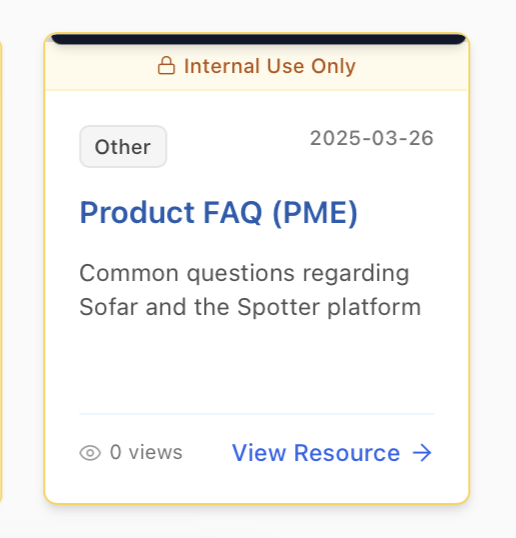 Internal Use Only
Other
2025-03-26
Product FAQ (PME)
Common questions regarding
Sofar and the Spotter platform
0 views
View Resource →